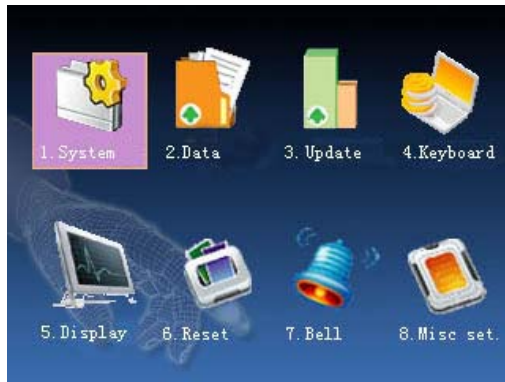 1.System
2.Data
3. Update
4.Keyboard
5.Display
6.Reset
7.Bell
8.Misc set.